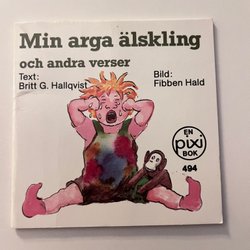 Min arga älskling
och andra verser
Text:
Britt G. Hallqvist
Bild:
Fibben Hald
EN
pixi
BOK
494